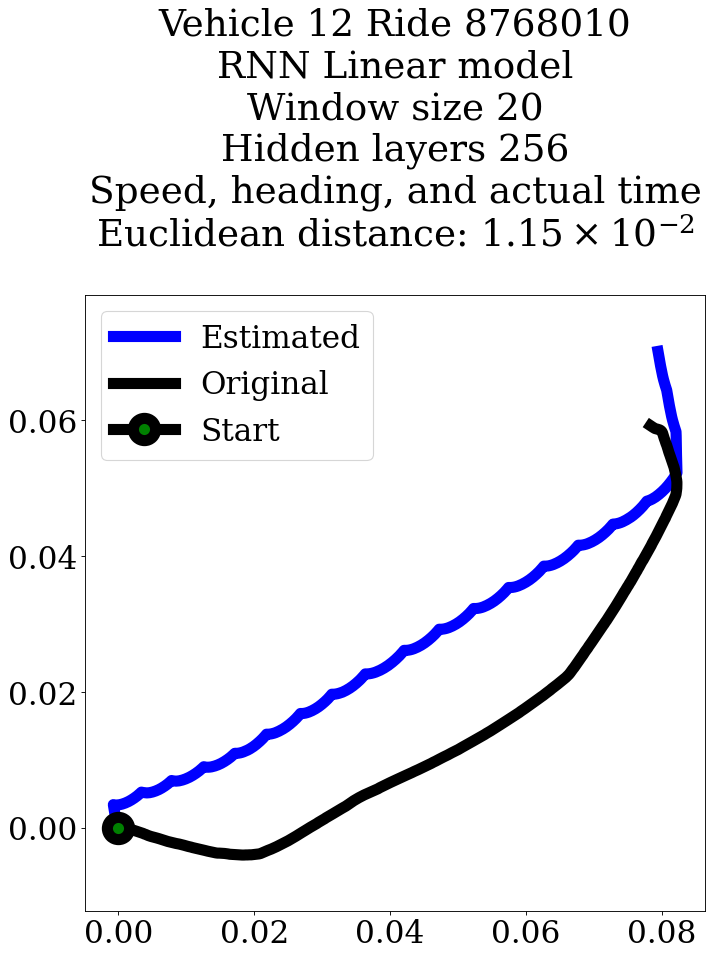 Vehicle 12 Ride 8768010
RNN Linear model
Window size 20
Hidden layers 256
Speed, heading, and actual time
Euclidean distance: 1.15 × 10⁻²
Estimated
Original
Start
0.06
0.04
0.02
0.00
0.00 0.02 0.04 0.06 0.08